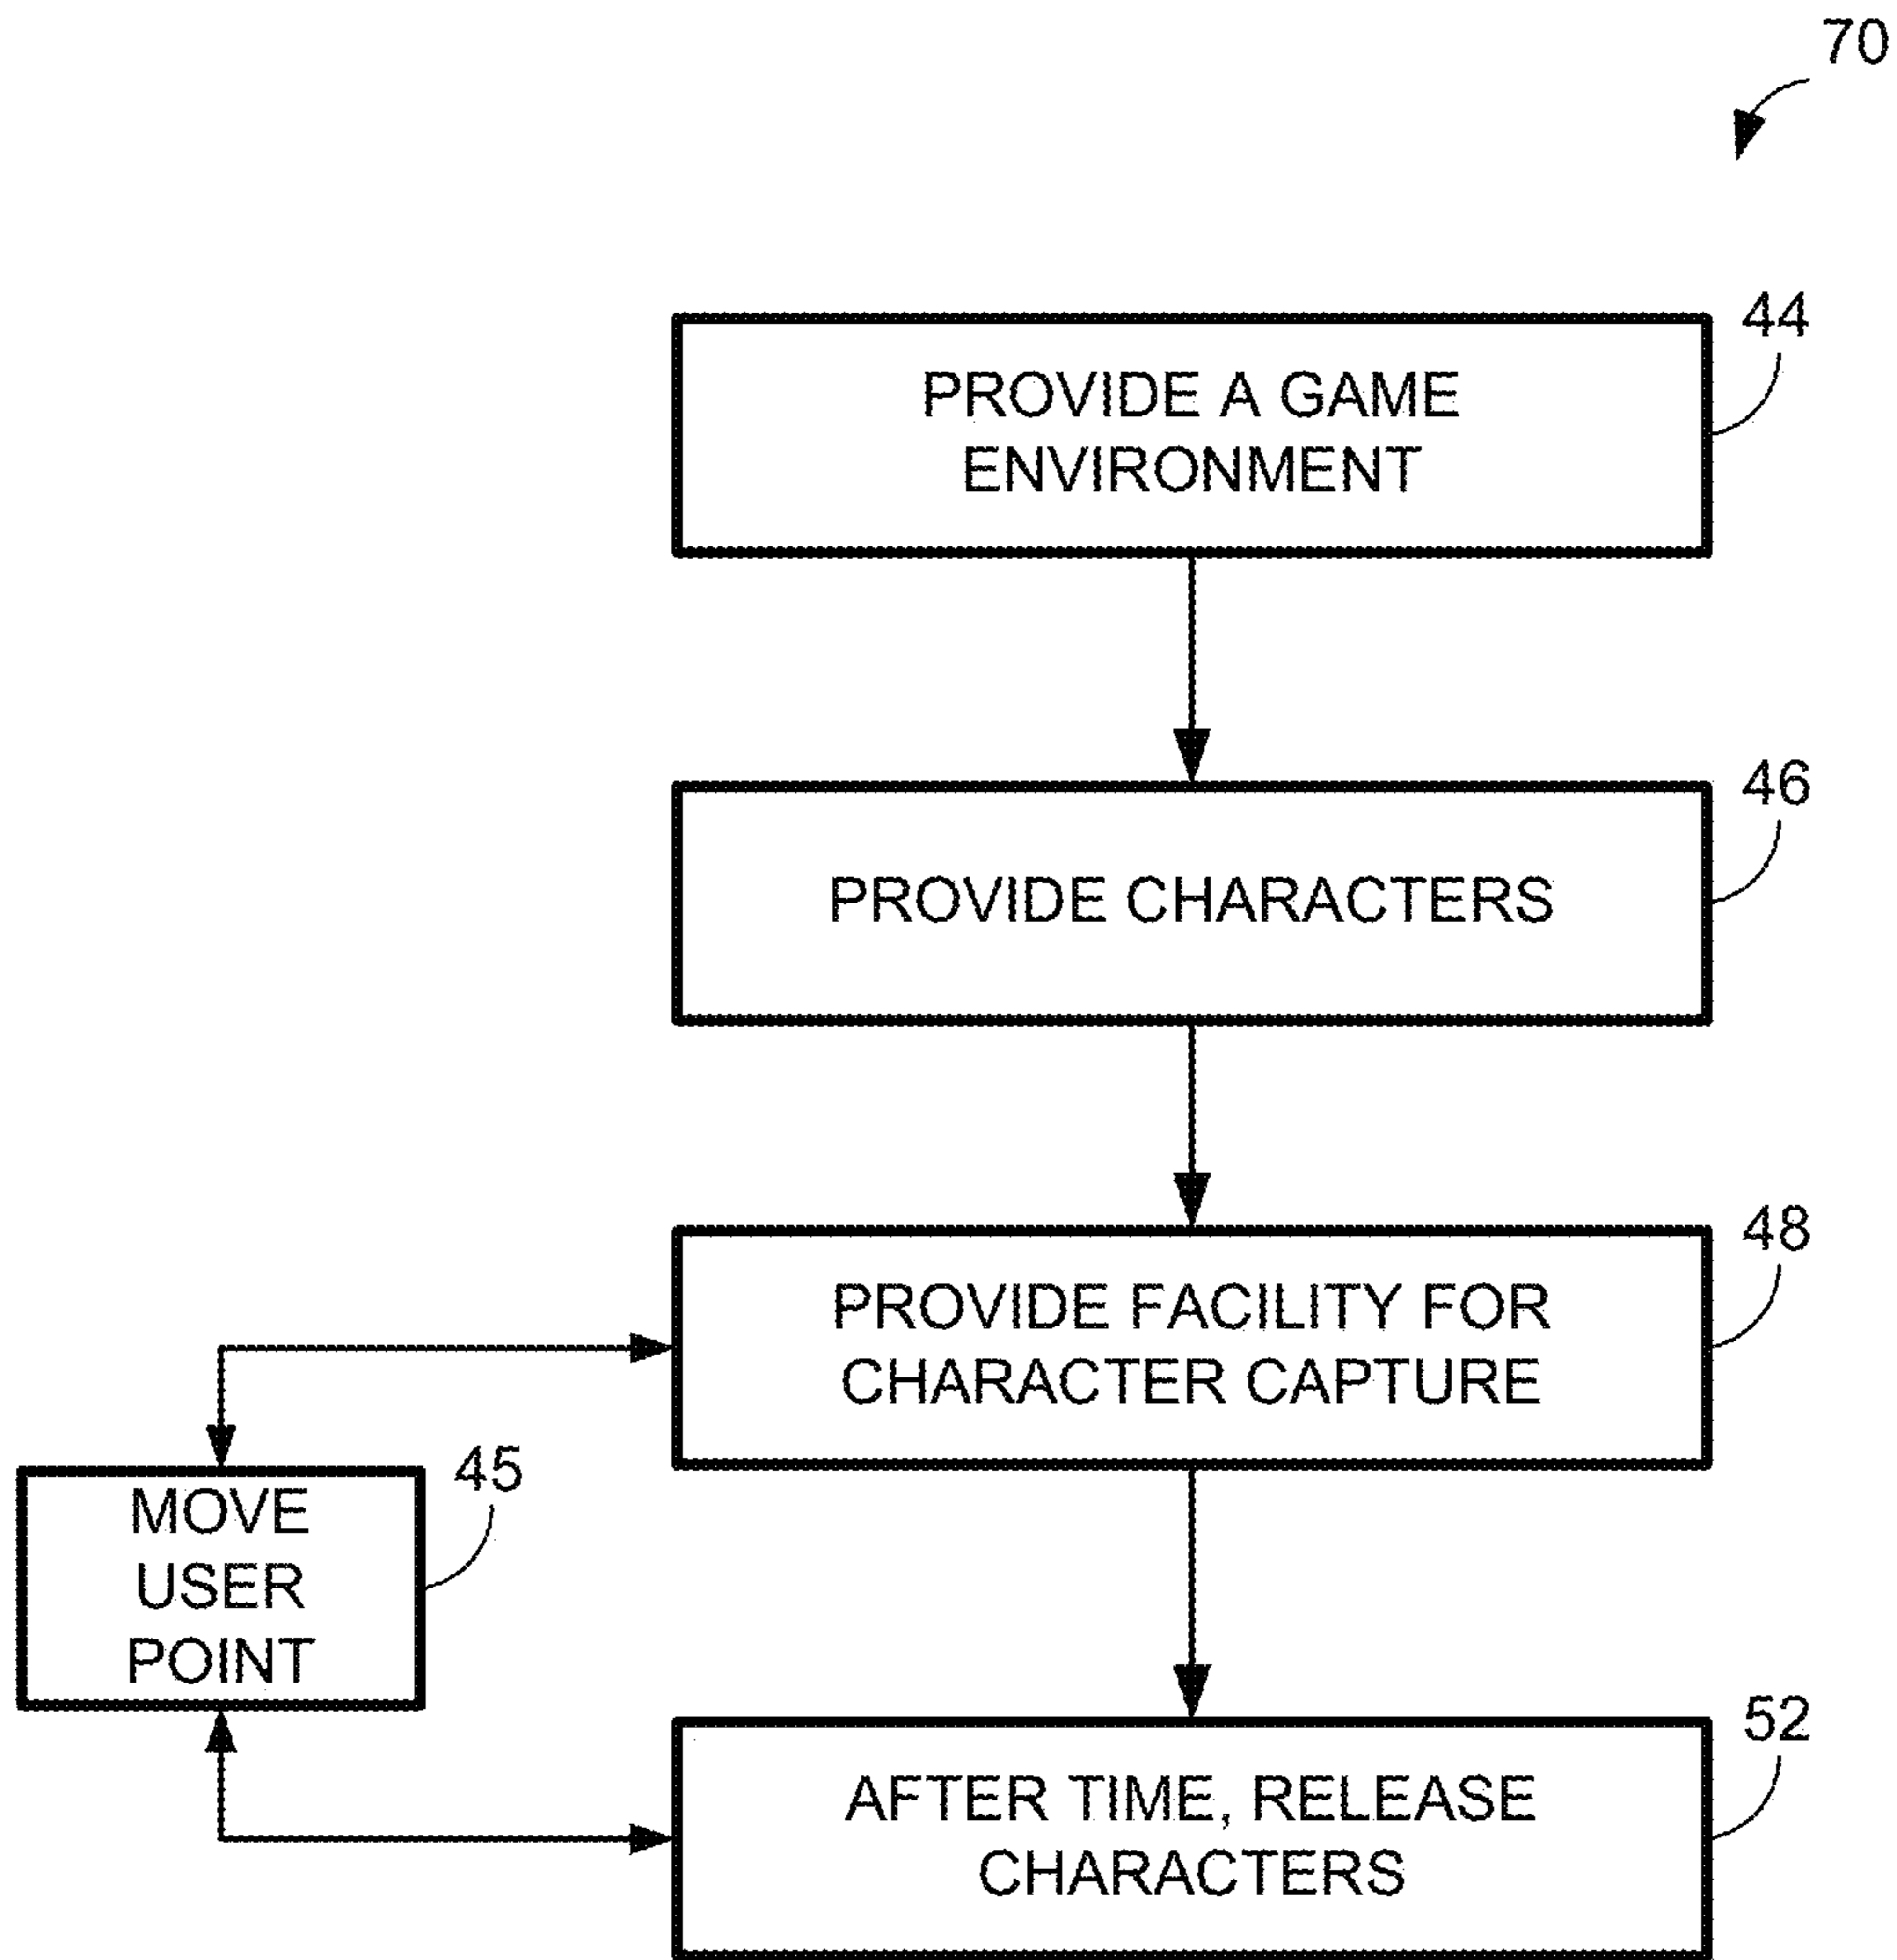 70
PROVIDE A GAME
ENVIRONMENT
44
PROVIDE CHARACTERS
46
PROVIDE FACILITY FOR
CHARACTER CAPTURE
48
MOVE
USER
POINT
45
AFTER TIME, RELEASE
CHARACTERS
52